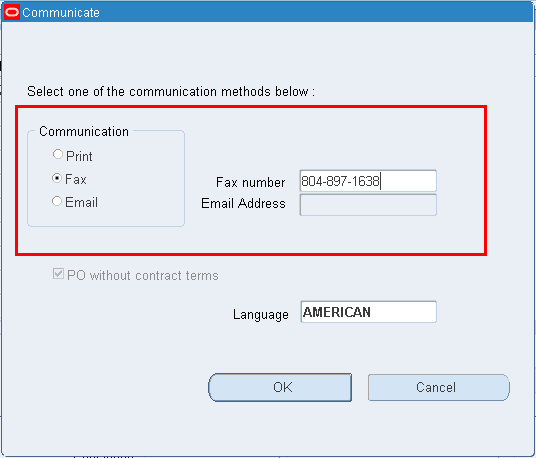 Communicate
Select one of the communication methods below :
Communication
Print
Fax
Fax number 804-897-1638
Email
Email Address
PO without contract terms
Language AMERICAN
OK Cancel